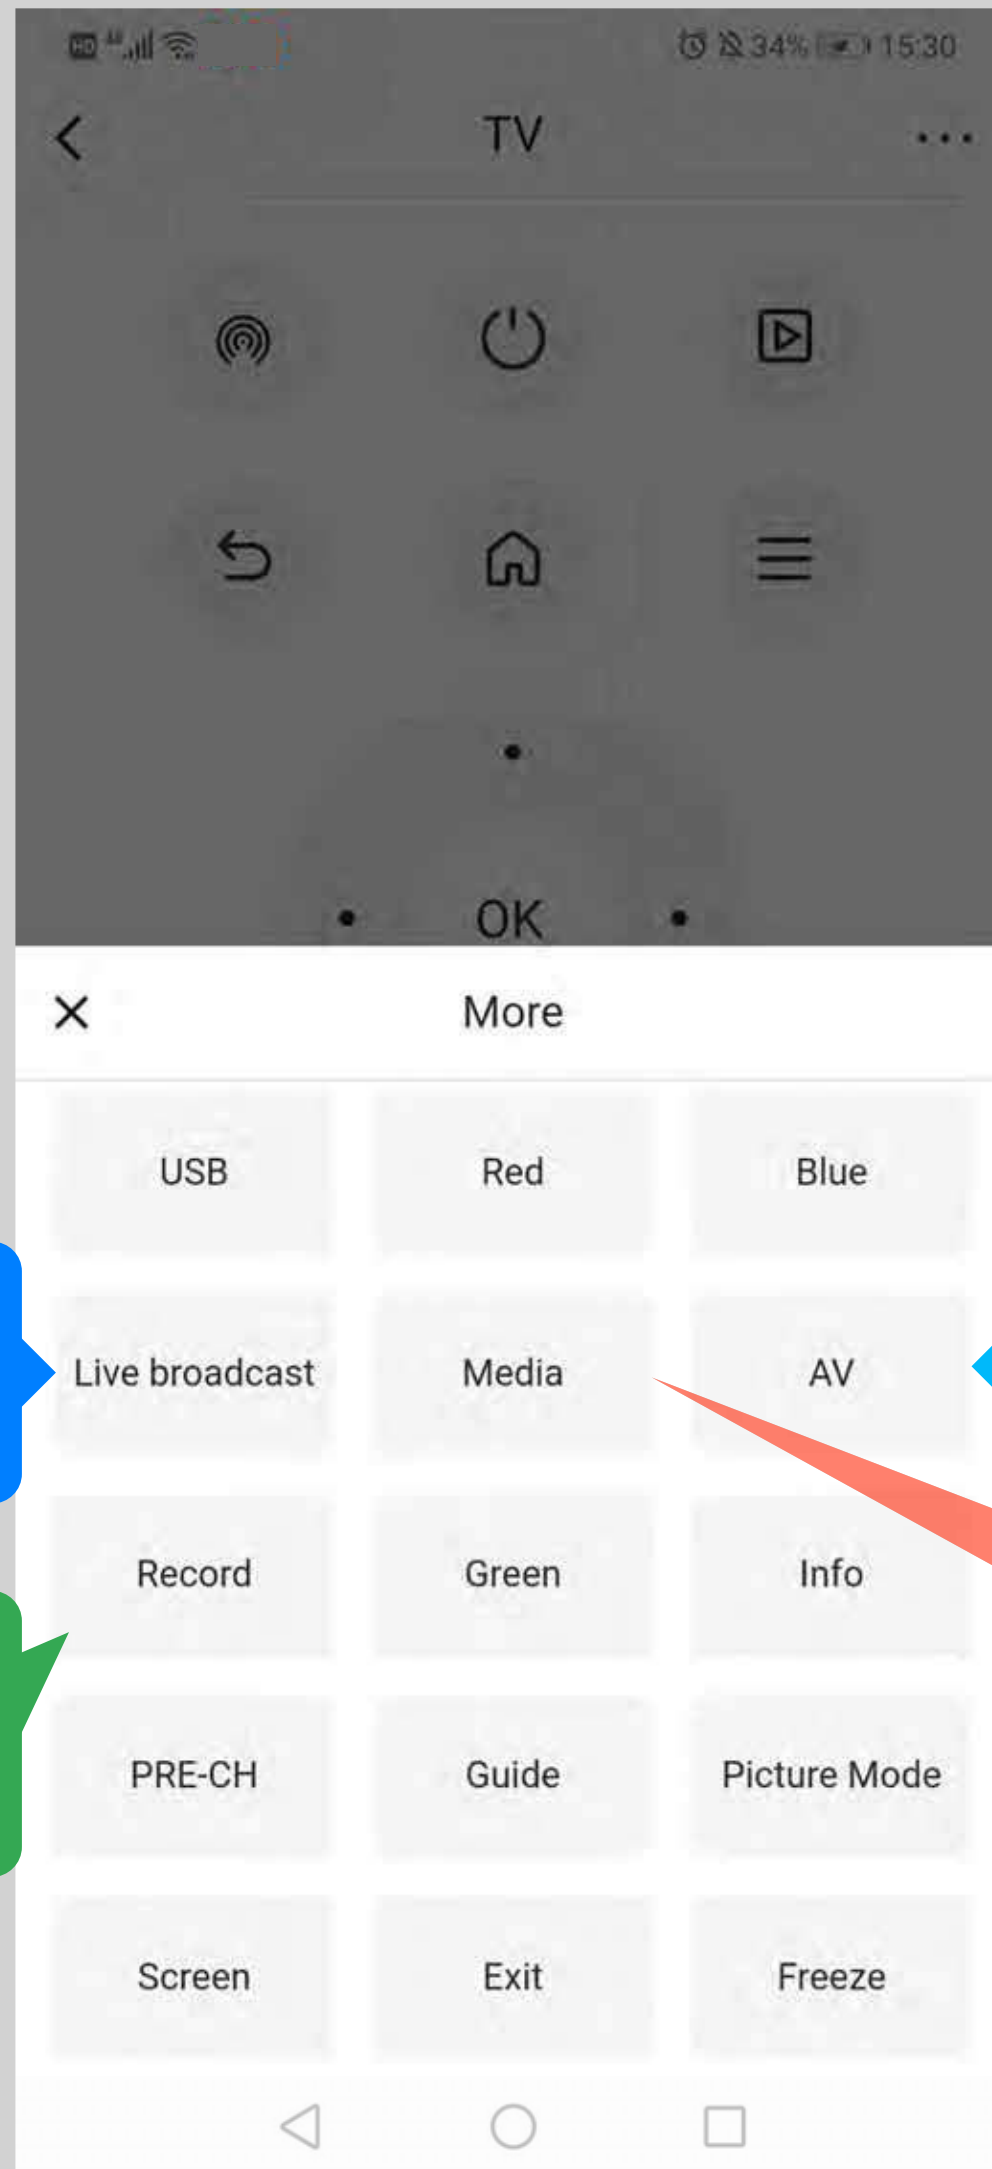 HD 34% 15:30
TV
OK
More
USB Red Blue
Live broadcast Media AV
Record Green Info
PRE-CH Guide Picture Mode
Screen Exit Freeze